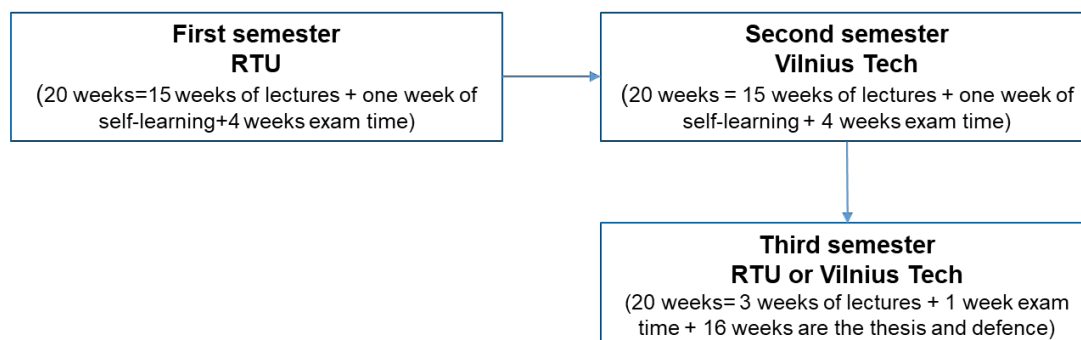 First semester
RTU
(20 weeks=15 weeks of lectures + one week of
self-learning+4 weeks exam time)
Second semester
Vilnius Tech
(20 weeks = 15 weeks of lectures + one week of
self-learning + 4 weeks exam time)
Third semester
RTU or Vilnius Tech
(20 weeks= 3 weeks of lectures + 1 week exam
time + 16 weeks are the thesis and defence)